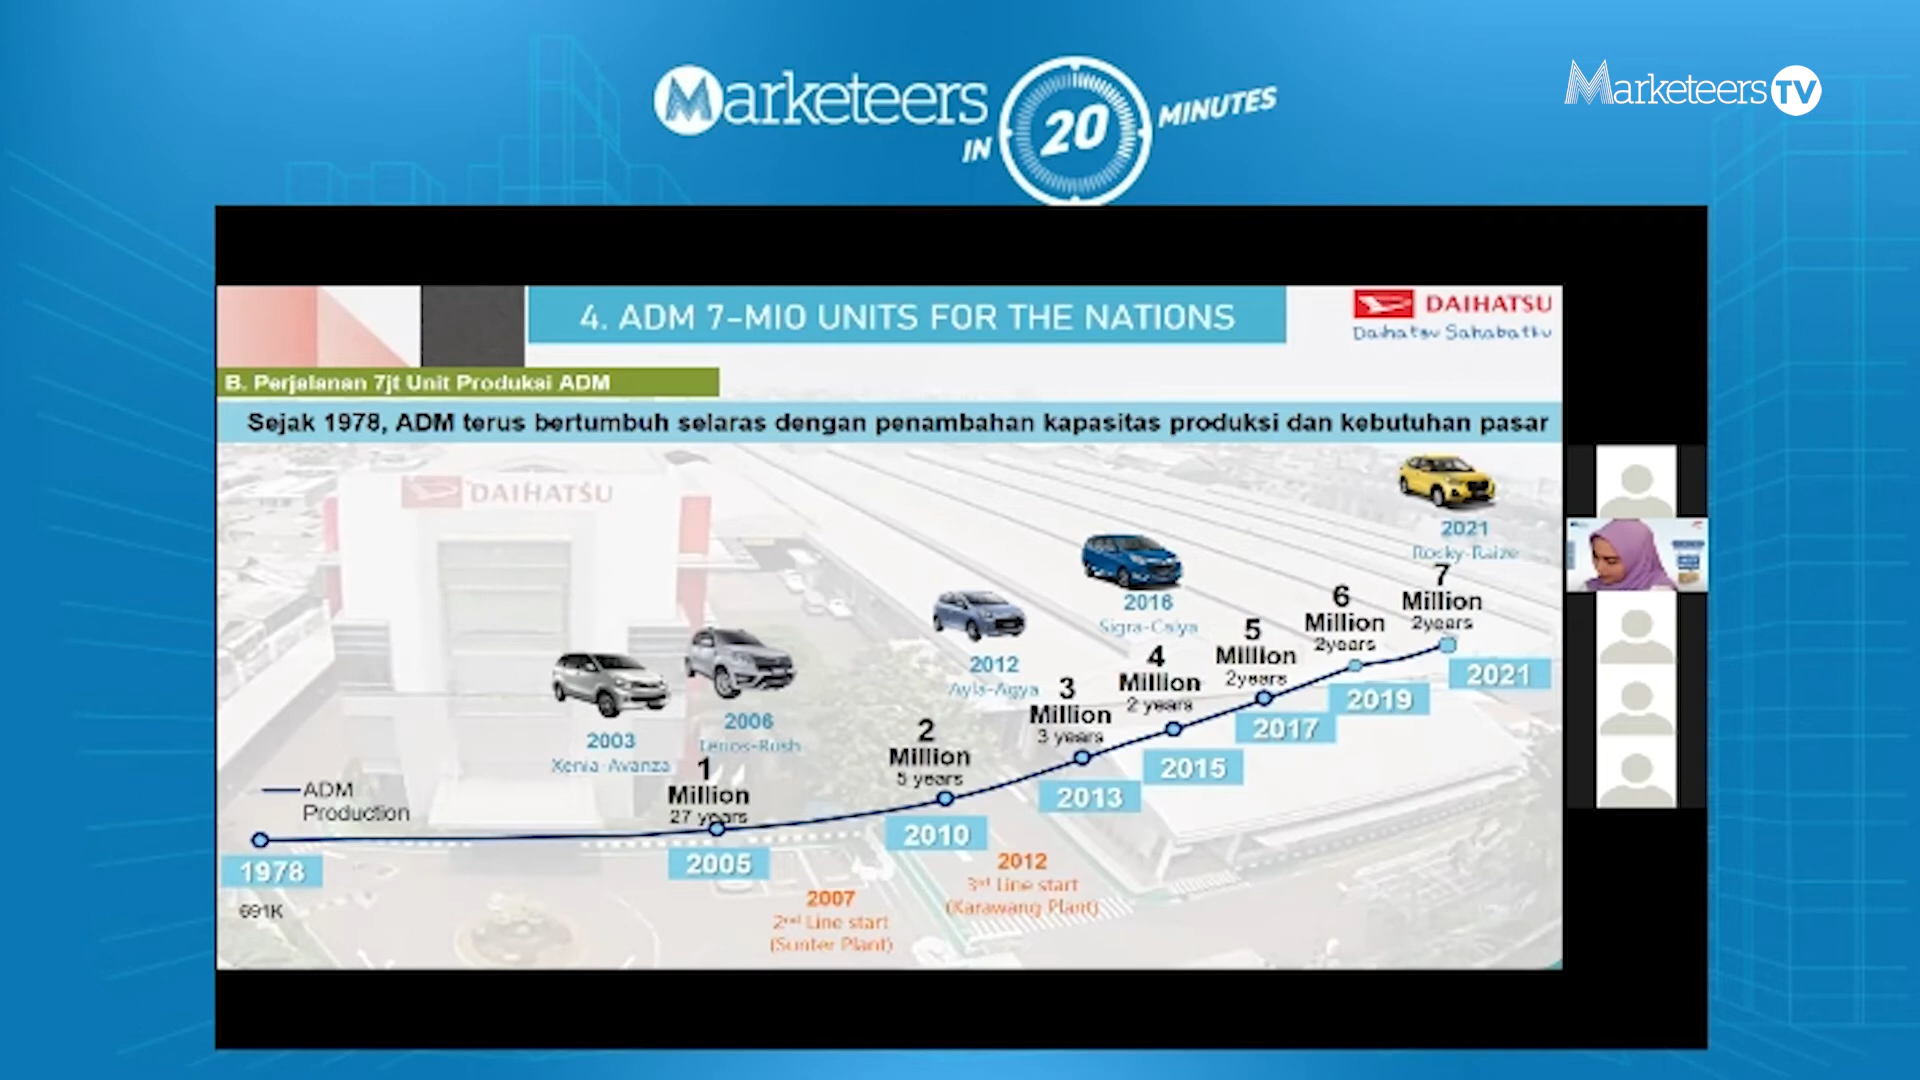 Marketeers
IN
20
MINUTES
Marketeers TV
4. ADM 7-MIO UNITS FOR THE NATIONS
DAIHATSU
Daihatsu Sahabatku
B. Perjalanan 7jt Unit Produksi ADM
Sejak 1978, ADM terus bertumbuh selaras dengan penambahan kapasitas produksi dan kebutuhan pasar
DAIHATSU
2021
Rocky-Raize
7
Million
2years
2021
2016
Sigra-Calya
6
Million
2years
2019
5
Million
2years
2017
4
Million
2 years
2015
2012
Ayla-Agya
3
Million
3 years
2013
2
Million
5 years
2010
2006
Terios-Rush
2003
Xenia-Avanza
1
Million
27 years
2005
ADM
Production
1978
691K
2007
2nd Line start
(Sunter Plant)
2012
3rd Line start
(Karawang Plant)